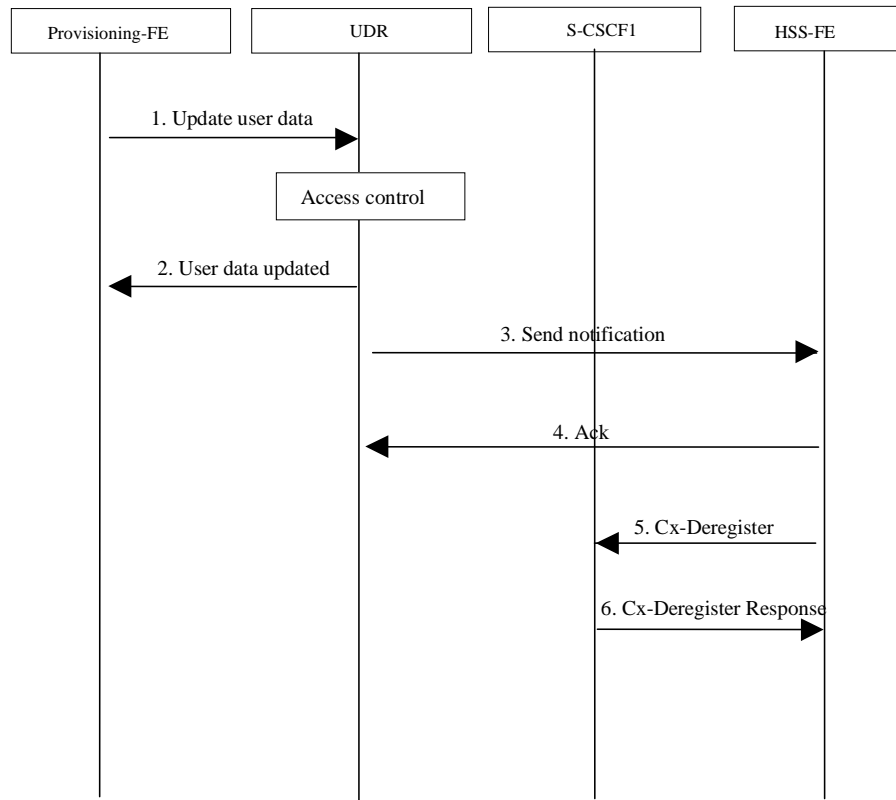 Provisioning-FE
UDR
S-CSCF1
HSS-FE
1. Update user data
Access control
2. User data updated
3. Send notification
4. Ack
5. Cx-Deregister
6. Cx-Deregister Response